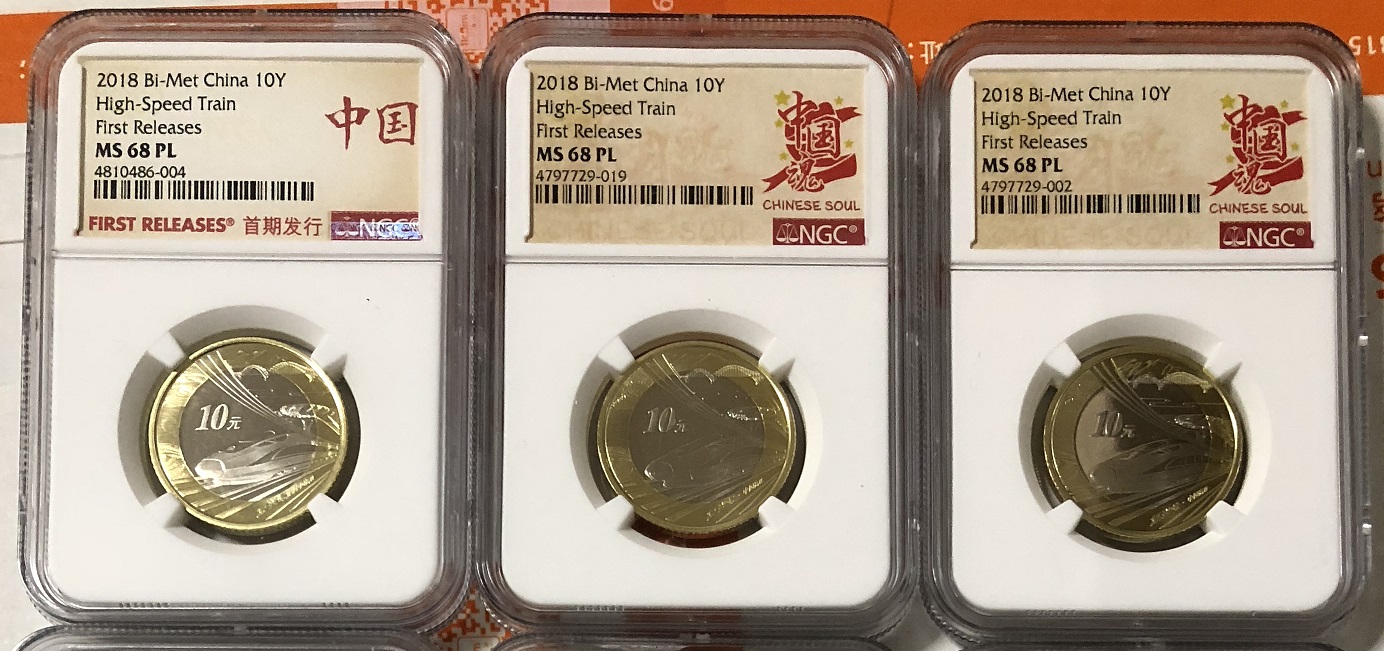 2018 Bi-Met China 10Y
High-Speed Train
First Releases
MS 68 PL
4810486-004
中国
FIRST RELEASES® 首期发行
NGC
10元
2018 Bi-Met China 10Y
High-Speed Train
First Releases
MS 68 PL
4797729-019
中国魂
CHINESE SOUL
NGC®
10元
2018 Bi-Met China 10Y
High-Speed Train
First Releases
MS 68 PL
4797729-002
中国魂
CHINESE SOUL
NGC®
10元